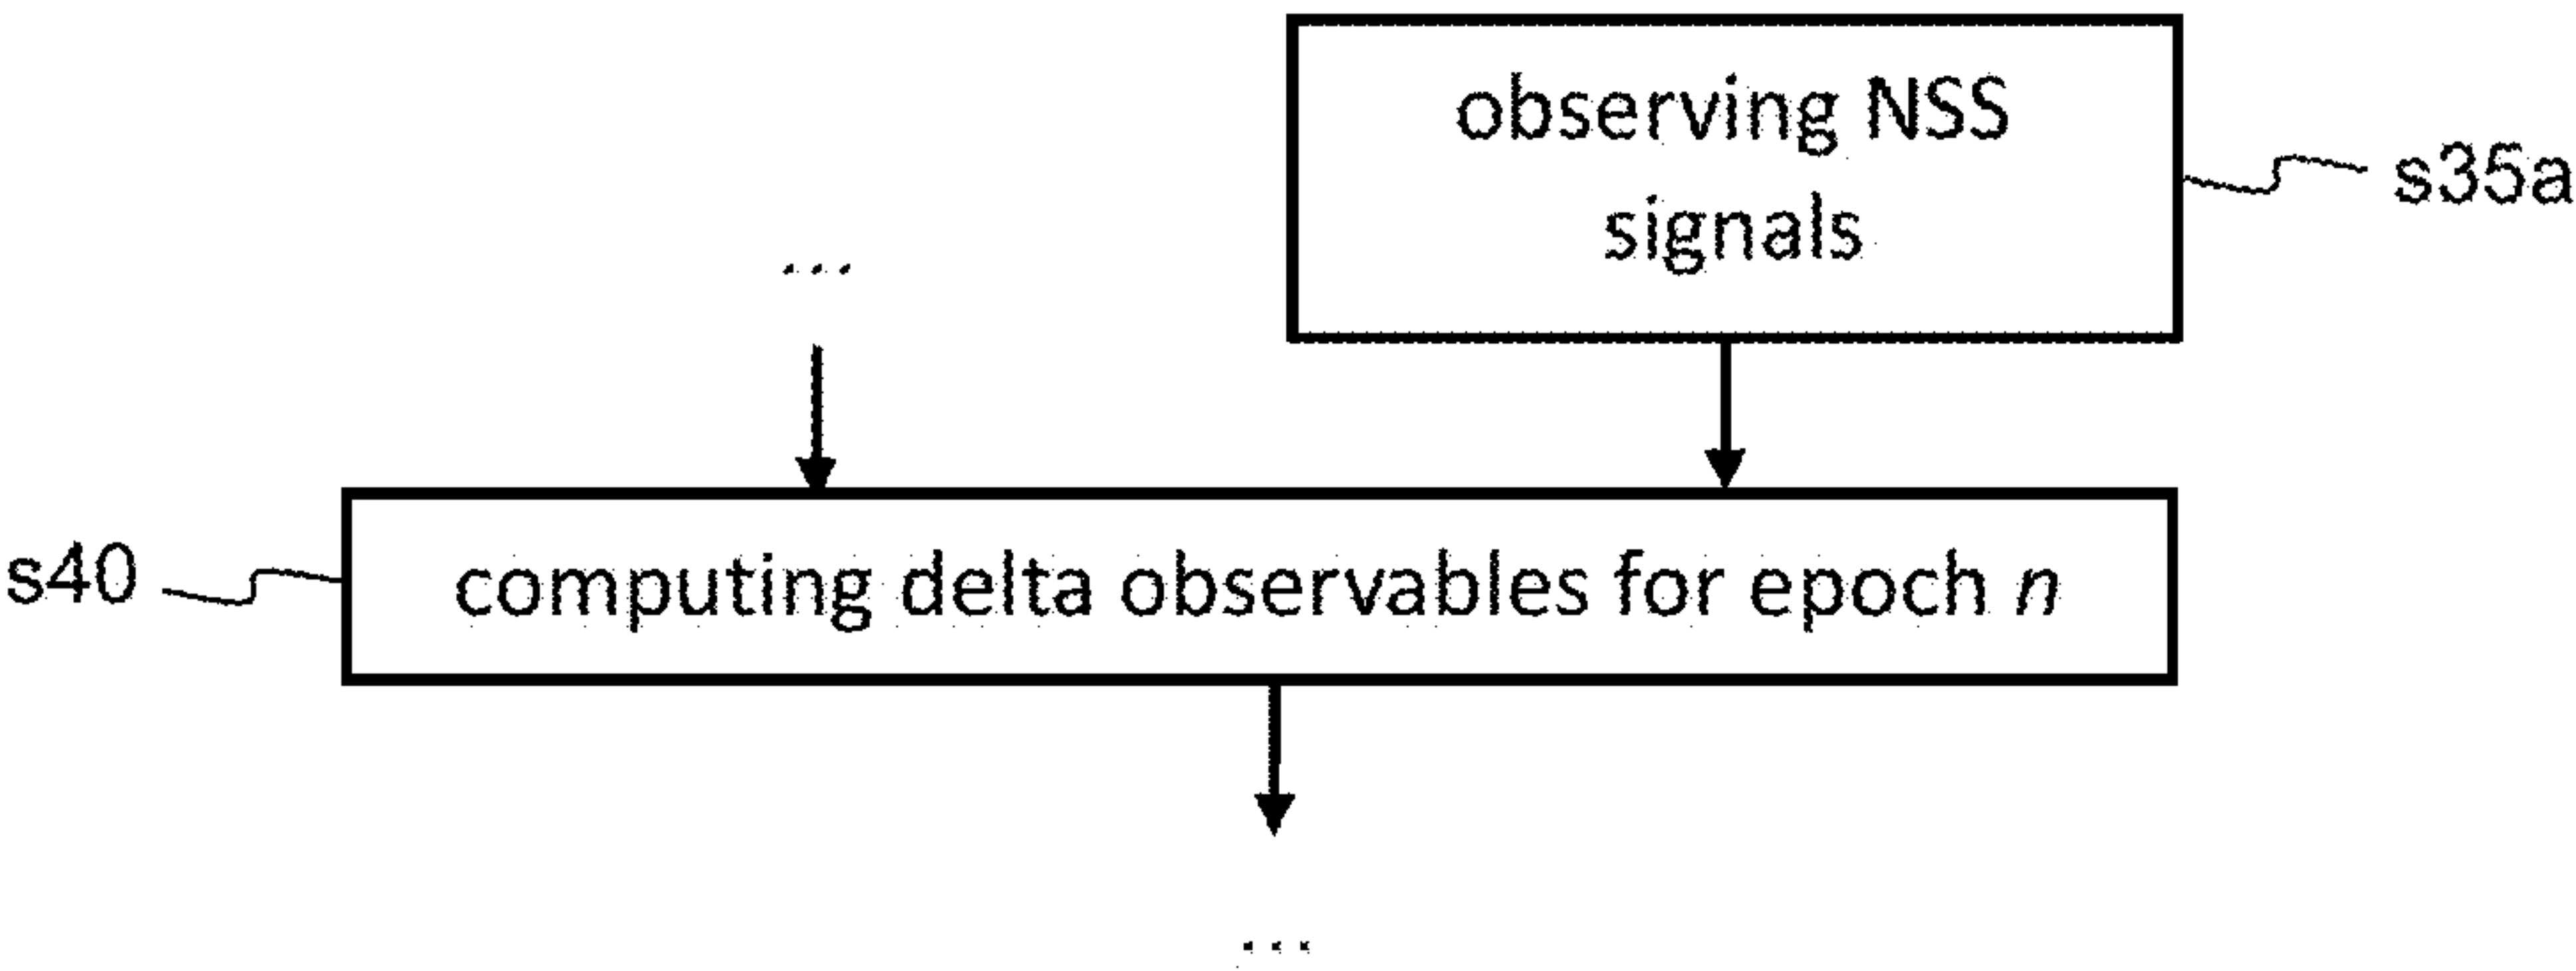 observing NSS
signals
s35a
...
s40
computing delta observables for epoch n
...